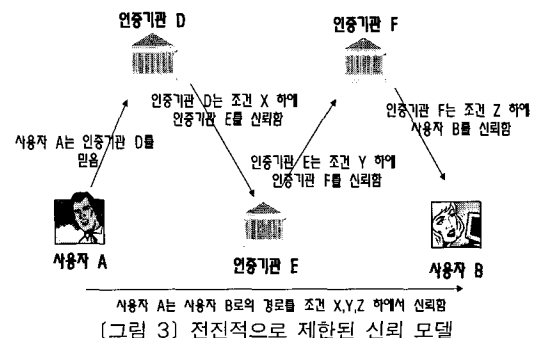 인증기관 D
인증기관 F
인증기관 D는 조건 X 하에
인증기관 E를 신뢰함
인증기관 F는 조건 Z 하에
사용자 B를 신뢰함
사용자 A는 인증기관 D를
믿음
인증기관 E는 조건 Y 하에
인증기관 F를 신뢰함
사용자 A
인증기관 E
사용자 B
사용자 A는 사용자 B로의 경로를 조건 X,Y,Z 하에서 신뢰함
(그림 3) 전진적으로 제한된 신뢰 모델